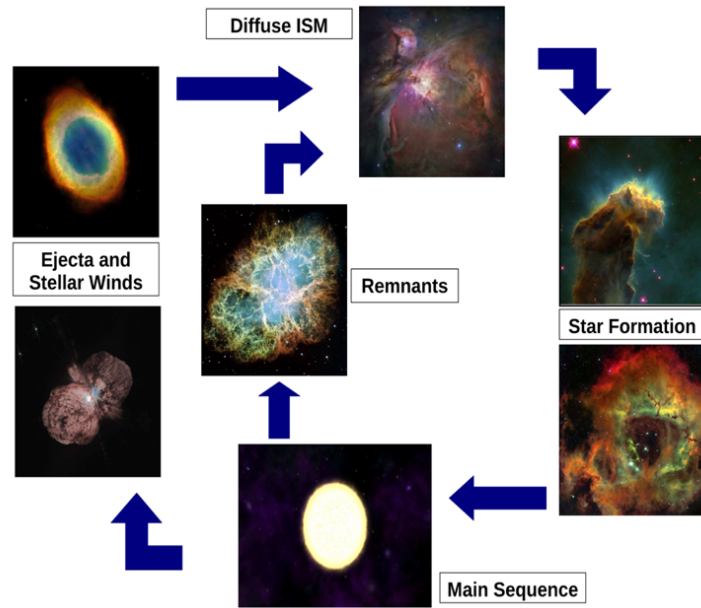 Diffuse ISM
Ejecta and
Stellar Winds
Remnants
Star Formation
Main Sequence